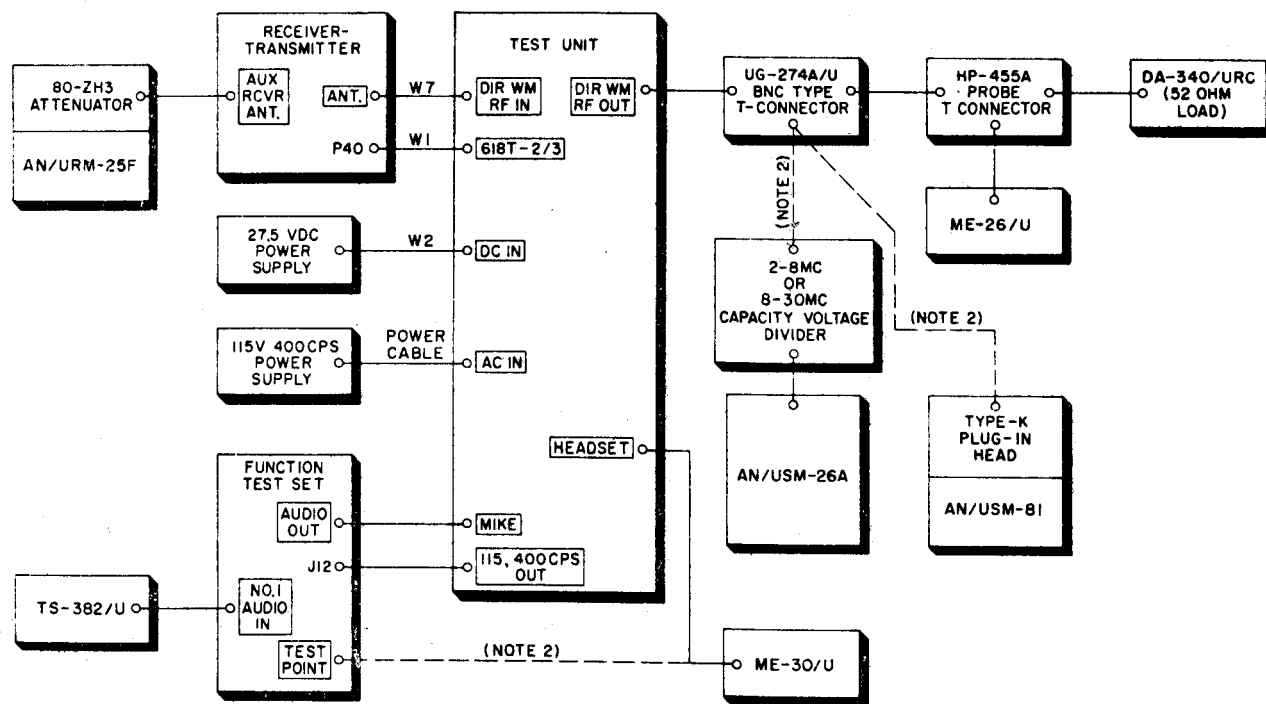 80-ZH3
ATTENUATOR
AN/URM-25F
RECEIVER-
TRANSMITTER
AUX
RCVR
ANT.
ANT.
P40
W7
W1
TEST UNIT
DIR WM
RF IN
DIR WM
RF OUT
618T-2/3
UG-274A/U
BNC TYPE
T-CONNECTOR
HP-455A
PROBE
T CONNECTOR
DA-340/URC
(52 OHM
LOAD)
ME-26/U
27.5 VDC
POWER
SUPPLY
W2
DC IN
(NOTE 2)
2-8MC
OR
8-30MC
CAPACITY VOLTAGE
DIVIDER
(NOTE 2)
115V 400CPS
POWER
SUPPLY
POWER
CABLE
AC IN
AN/USM-26A
TYPE-K
PLUG-IN
HEAD
AN/USM-81
HEADSET
FUNCTION
TEST SET
AUDIO
OUT
MIKE
J12
115, 400CPS
OUT
TS-382/U
NO.1
AUDIO
IN
TEST
POINT
(NOTE 2)
ME-30/U